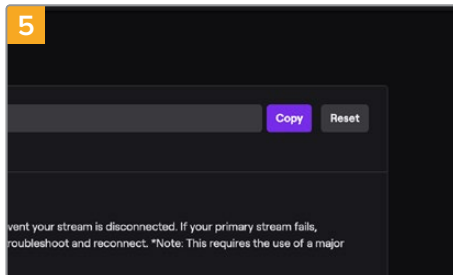 5
Copy Reset
vent your stream is disconnected. If your primary stream fails,
roubleshoot and reconnect. *Note: This requires the use of a major